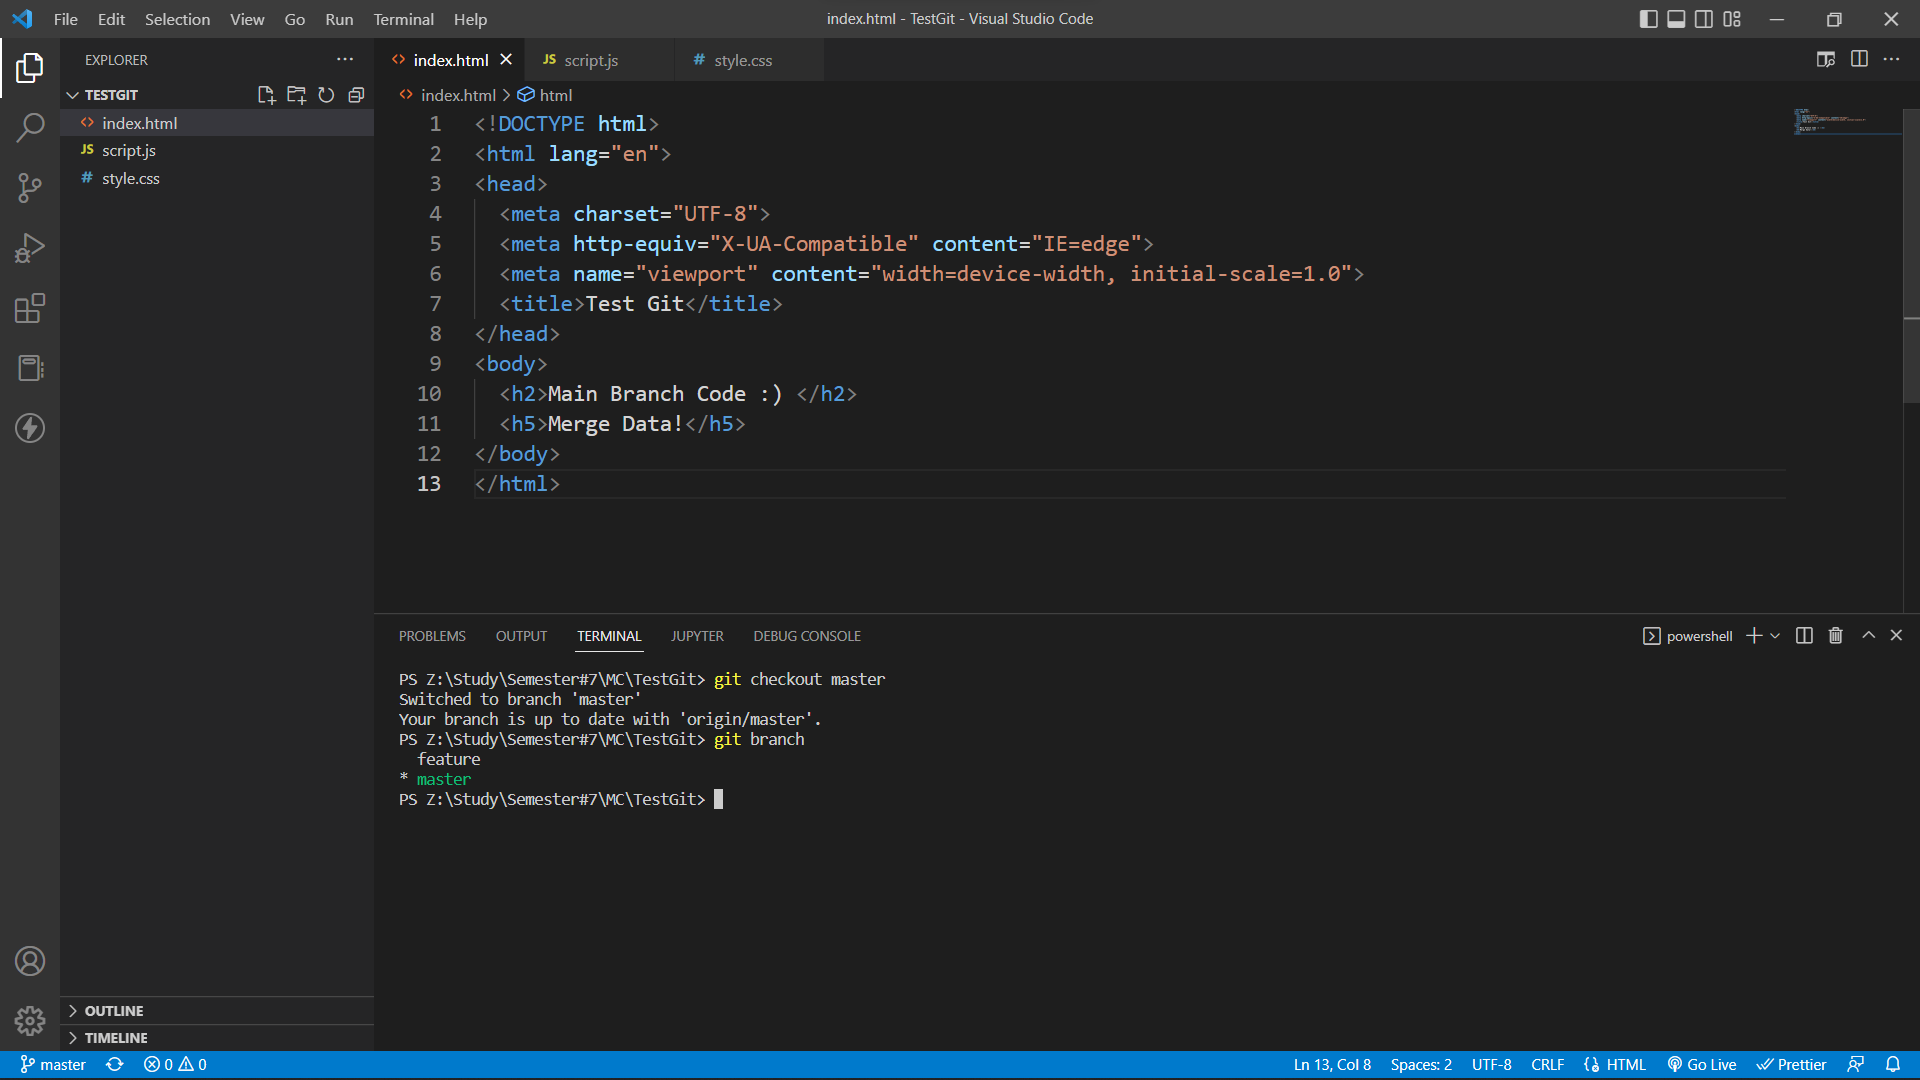 File Edit Selection View Go Run Terminal Help
index.html - TestGit - Visual Studio Code
EXPLORER
TESTGIT
index.html
JS script.js
# style.css
OUTLINE
TIMELINE
index.html
JS script.js
# style.css
index.html > html
1 <!DOCTYPE html>
2 <html lang="en">
3 <head>
4 <meta charset="UTF-8">
5 <meta http-equiv="X-UA-Compatible" content="IE=edge">
6 <meta name="viewport" content="width=device-width, initial-scale=1.0">
7 <title>Test Git</title>
8 </head>
9 <body>
10 <h2>Main Branch Code :) </h2>
11 <h5>Merge Data!</h5>
12 </body>
13 </html>
PROBLEMS OUTPUT TERMINAL JUPYTER DEBUG CONSOLE
powershell
PS Z:\Study\Semester#7\MC\TestGit> git checkout master
Switched to branch 'master'
Your branch is up to date with 'origin/master'.
PS Z:\Study\Semester#7\MC\TestGit> git branch
feature
* master
PS Z:\Study\Semester#7\MC\TestGit>
master 0 0
Ln 13, Col 8 Spaces: 2 UTF-8 CRLF HTML Go Live Prettier